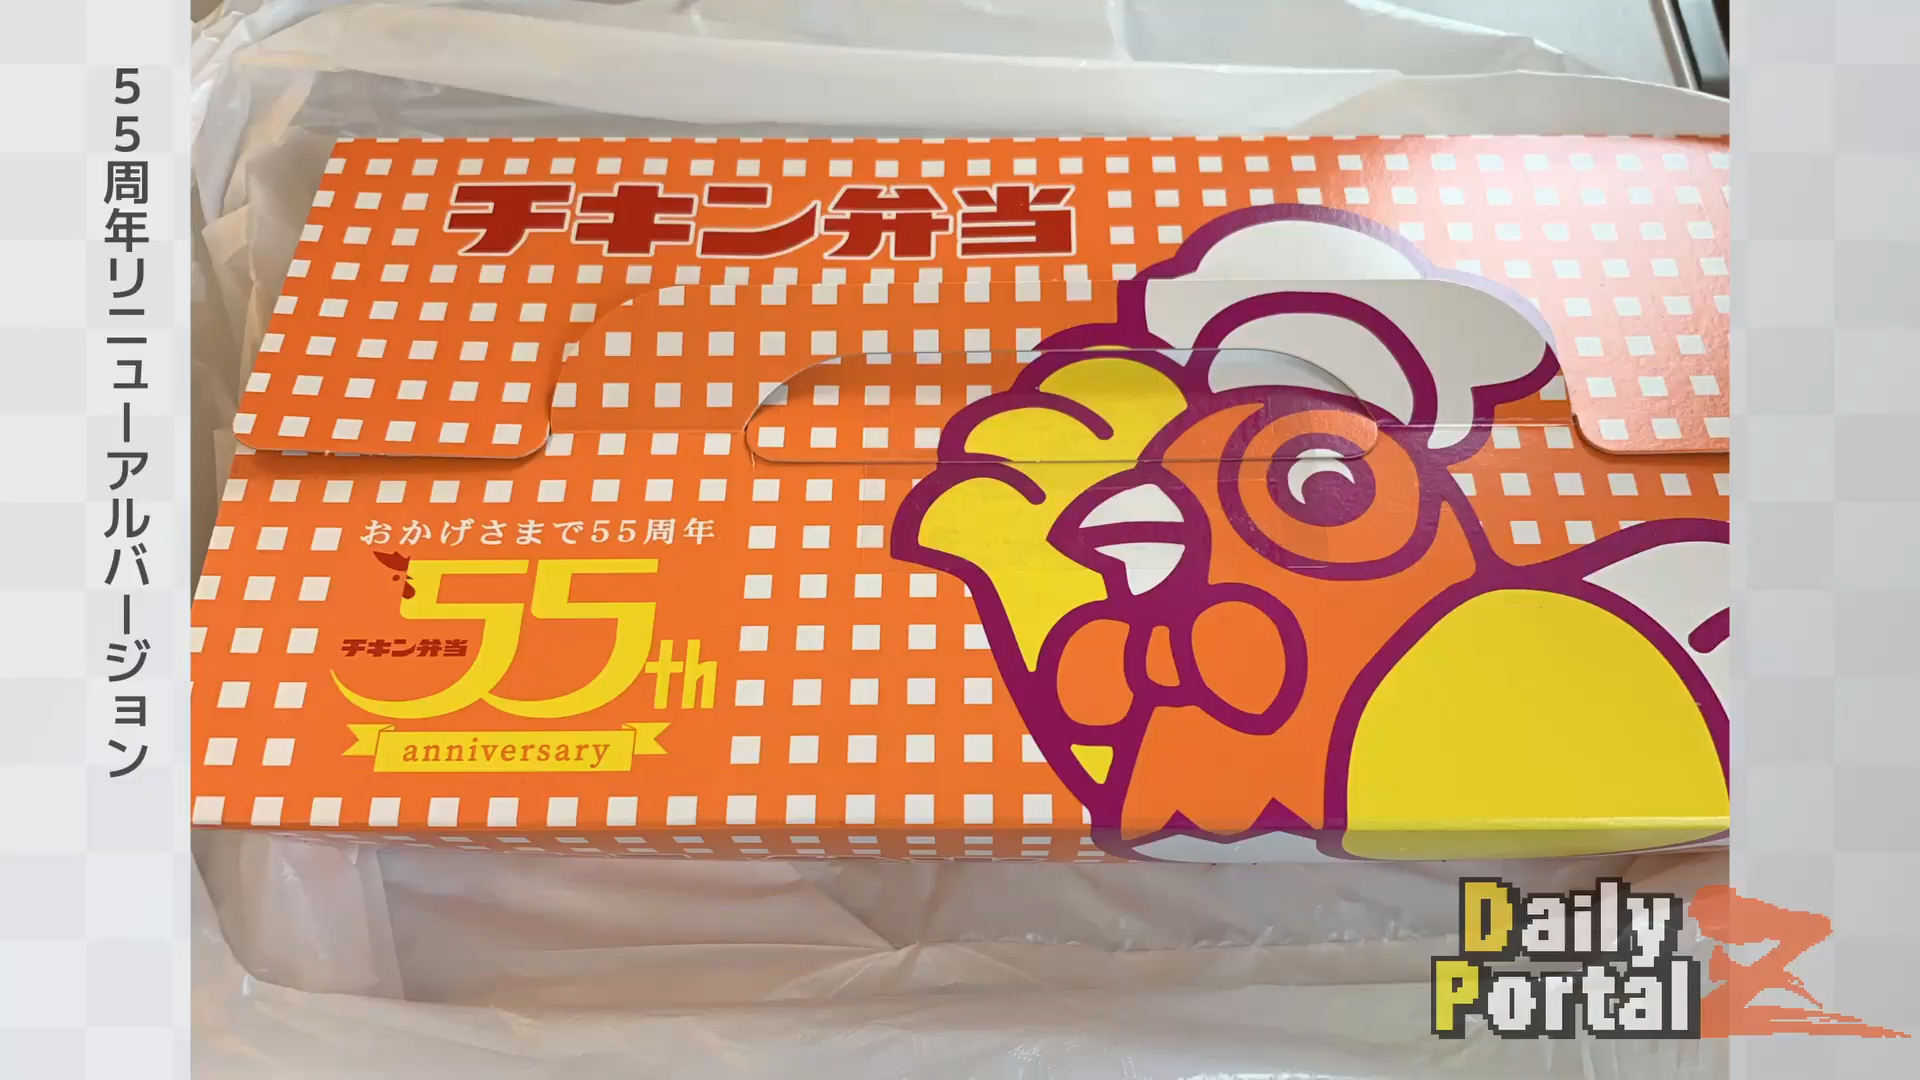 55周年リニューアルバージョン
チキン弁当
おかげさまで55周年
チキン弁当
55th
anniversary
Daily
Portal Z